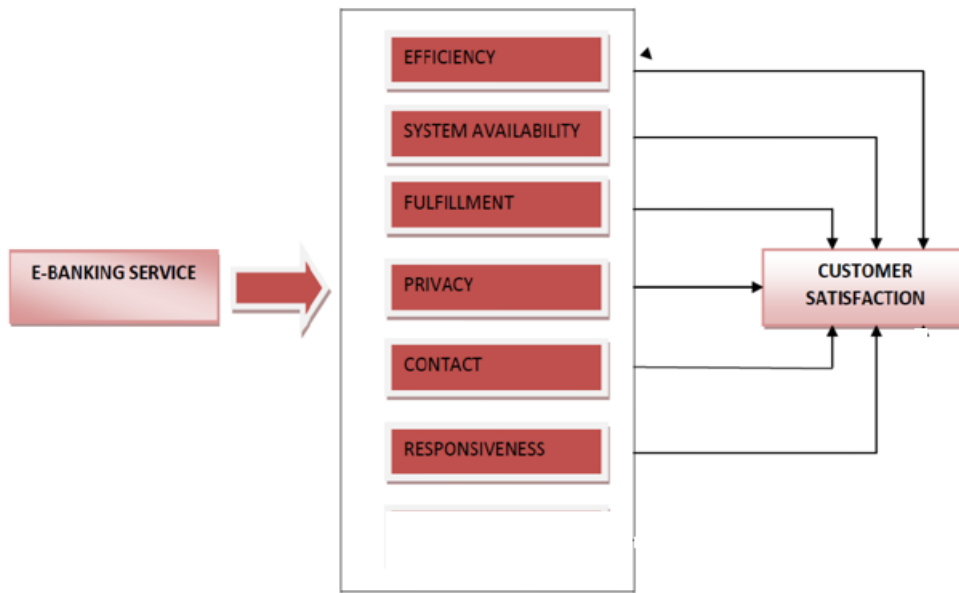 EFFICIENCY
SYSTEM AVAILABILITY
FULFILLMENT
E-BANKING SERVICE
PRIVACY
CUSTOMER
SATISFACTION
CONTACT
RESPONSIVENESS